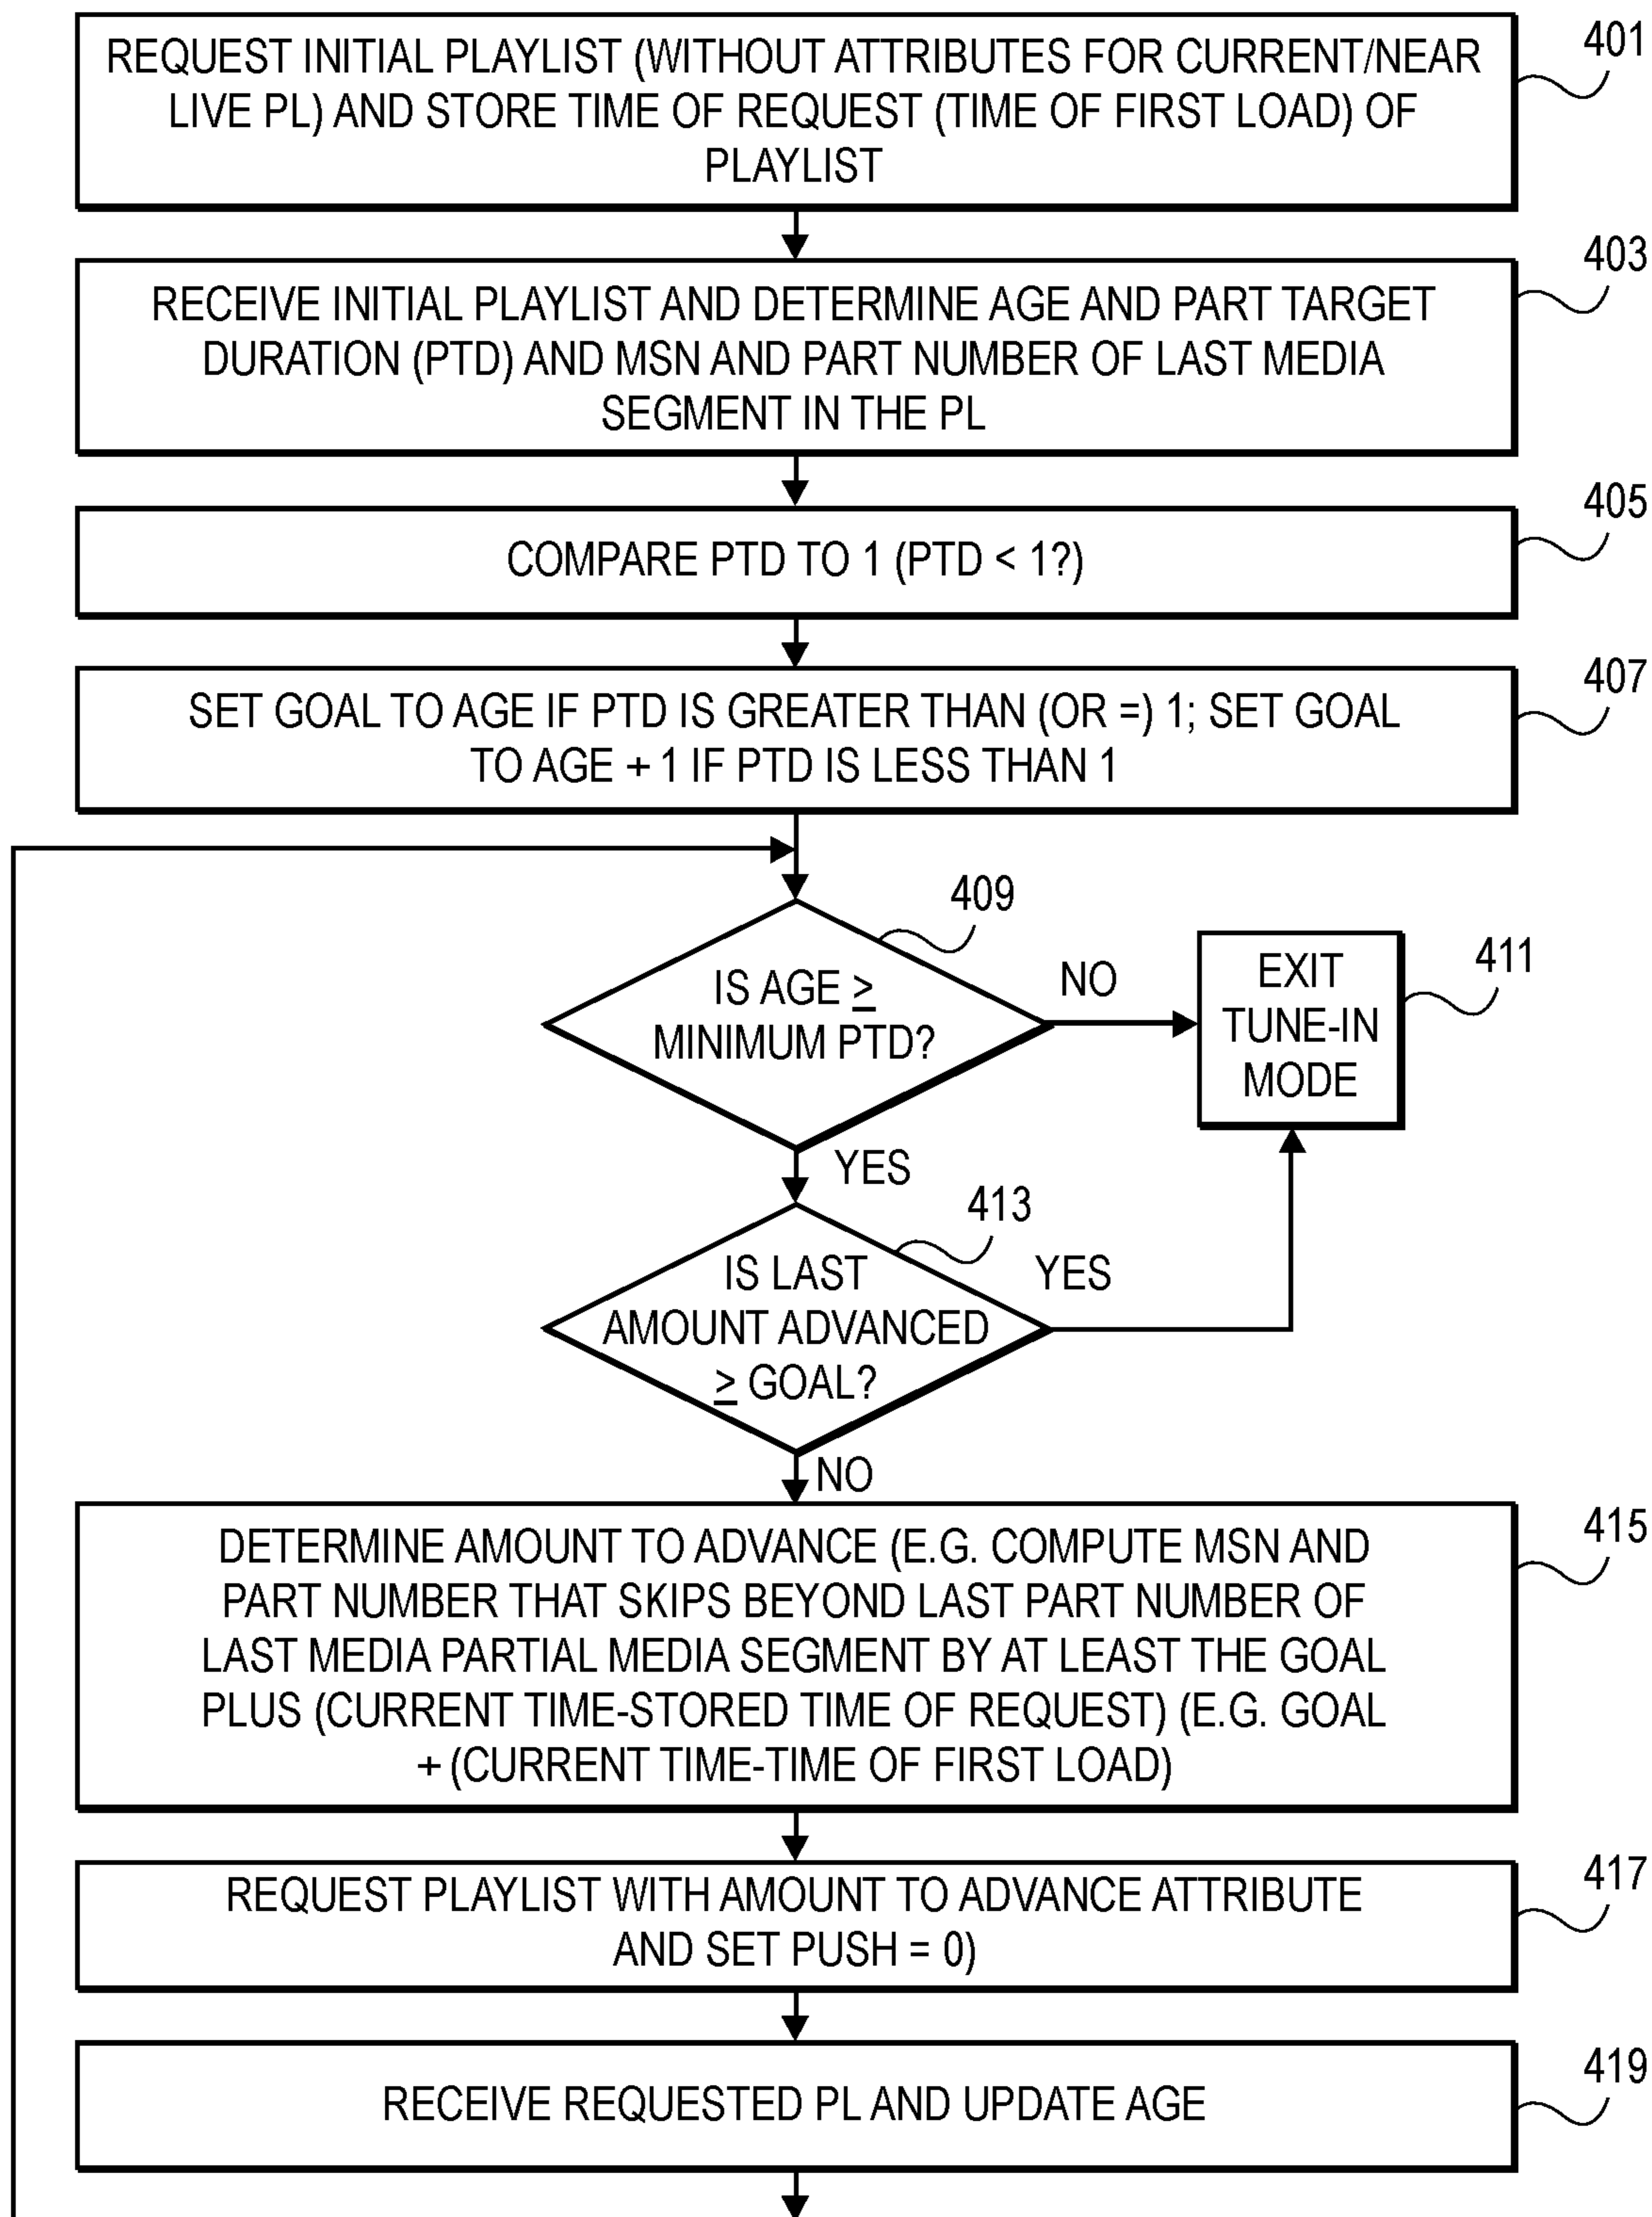 REQUEST INITIAL PLAYLIST (WITHOUT ATTRIBUTES FOR CURRENT/NEAR
LIVE PL) AND STORE TIME OF REQUEST (TIME OF FIRST LOAD) OF
PLAYLIST
401
RECEIVE INITIAL PLAYLIST AND DETERMINE AGE AND PART TARGET
DURATION (PTD) AND MSN AND PART NUMBER OF LAST MEDIA
SEGMENT IN THE PL
403
COMPARE PTD TO 1 (PTD < 1?)
405
SET GOAL TO AGE IF PTD IS GREATER THAN (OR =) 1; SET GOAL
TO AGE + 1 IF PTD IS LESS THAN 1
407
IS AGE ≥
MINIMUM PTD?
409
NO
EXIT
TUNE-IN
MODE
411
YES
IS LAST
AMOUNT ADVANCED
≥ GOAL?
413
YES
NO
DETERMINE AMOUNT TO ADVANCE (E.G. COMPUTE MSN AND
PART NUMBER THAT SKIPS BEYOND LAST PART NUMBER OF
LAST MEDIA PARTIAL MEDIA SEGMENT BY AT LEAST THE GOAL
PLUS (CURRENT TIME-STORED TIME OF REQUEST) (E.G. GOAL
+ (CURRENT TIME-TIME OF FIRST LOAD)
415
REQUEST PLAYLIST WITH AMOUNT TO ADVANCE ATTRIBUTE
AND SET PUSH = 0)
417
RECEIVE REQUESTED PL AND UPDATE AGE
419